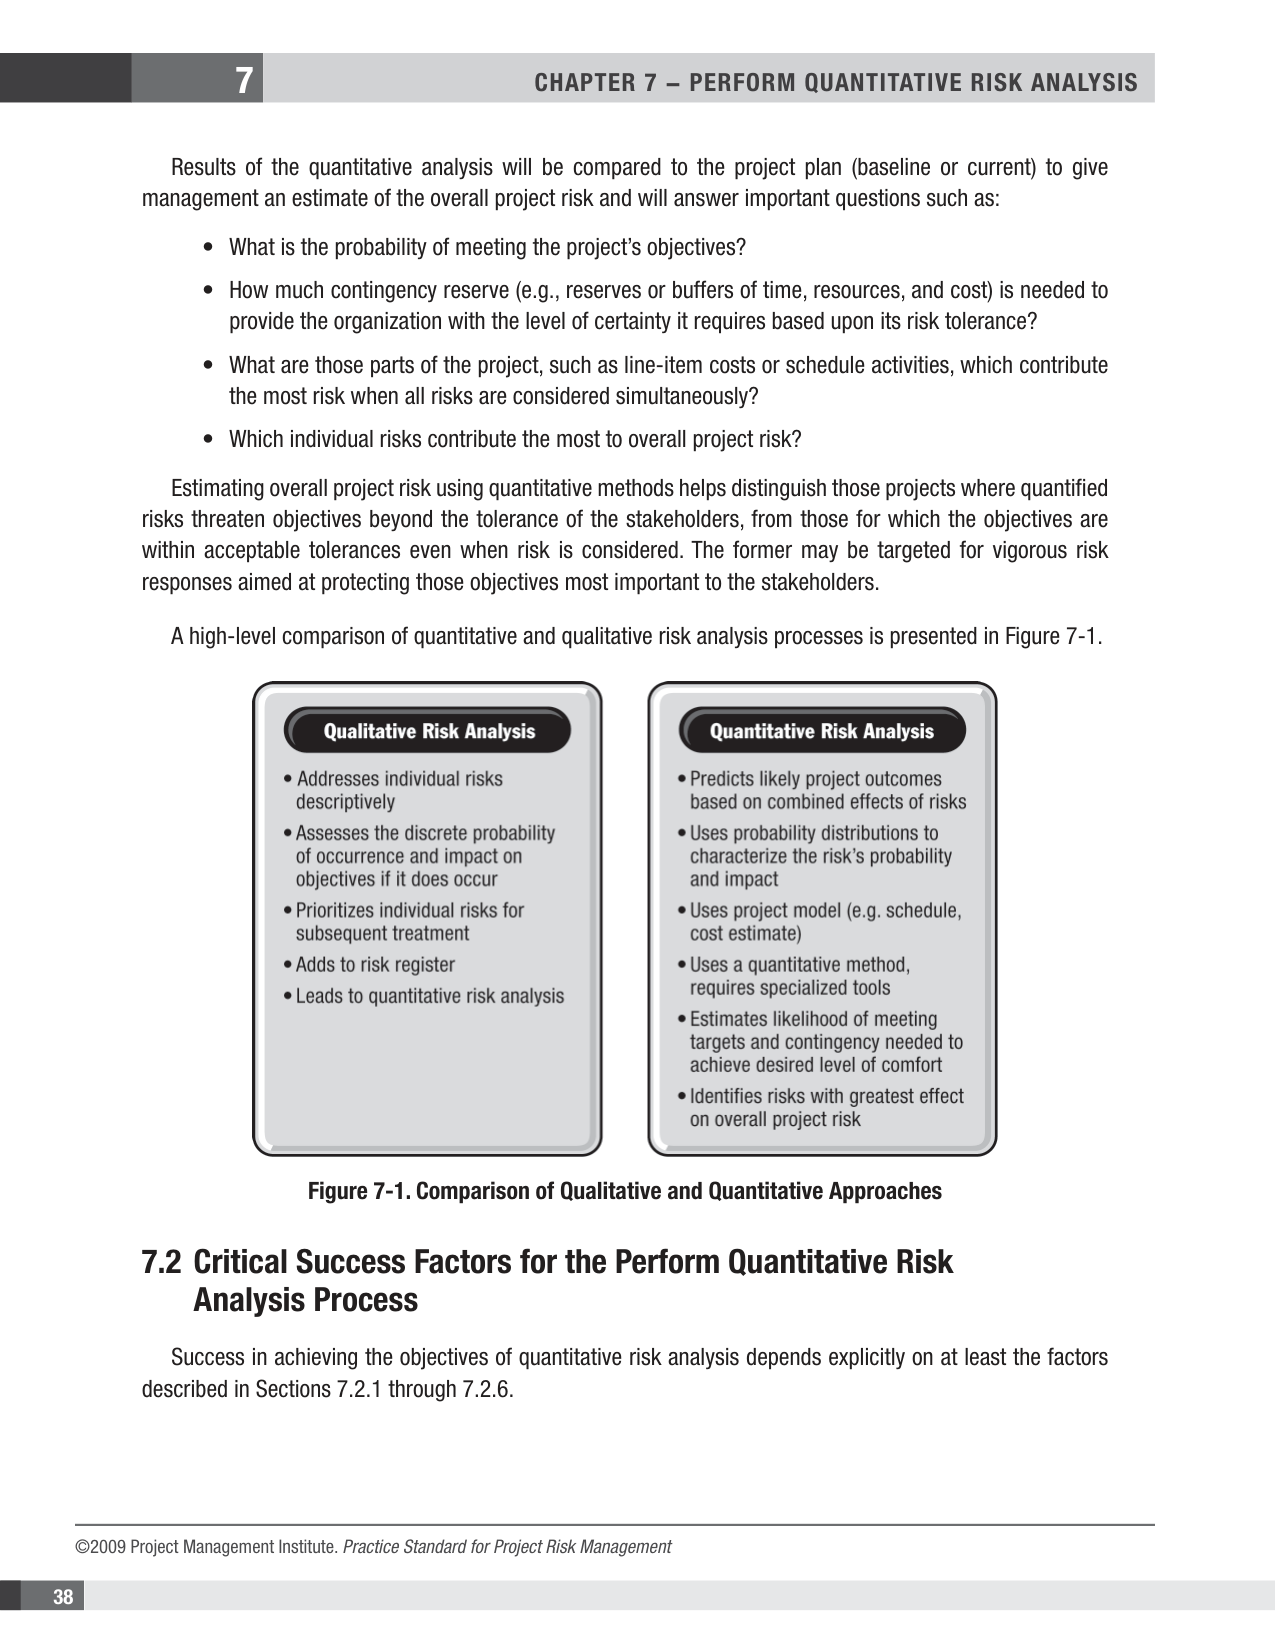 7
CHAPTER 7 – PERFORM QUANTITATIVE RISK ANALYSIS
Results of the quantitative analysis will be compared to the project plan (baseline or current) to give
management an estimate of the overall project risk and will answer important questions such as:
• What is the probability of meeting the project’s objectives?
• How much contingency reserve (e.g., reserves or buffers of time, resources, and cost) is needed to
provide the organization with the level of certainty it requires based upon its risk tolerance?
• What are those parts of the project, such as line-item costs or schedule activities, which contribute
the most risk when all risks are considered simultaneously?
• Which individual risks contribute the most to overall project risk?
Estimating overall project risk using quantitative methods helps distinguish those projects where quantified
risks threaten objectives beyond the tolerance of the stakeholders, from those for which the objectives are
within acceptable tolerances even when risk is considered. The former may be targeted for vigorous risk
responses aimed at protecting those objectives most important to the stakeholders.
A high-level comparison of quantitative and qualitative risk analysis processes is presented in Figure 7-1.
Qualitative Risk Analysis
• Addresses individual risks
descriptively
• Assesses the discrete probability
of occurrence and impact on
objectives if it does occur
• Prioritizes individual risks for
subsequent treatment
• Adds to risk register
• Leads to quantitative risk analysis
Quantitative Risk Analysis
• Predicts likely project outcomes
based on combined effects of risks
• Uses probability distributions to
characterize the risk’s probability
and impact
• Uses project model (e.g. schedule,
cost estimate)
• Uses a quantitative method,
requires specialized tools
• Estimates likelihood of meeting
targets and contingency needed to
achieve desired level of comfort
• Identifies risks with greatest effect
on overall project risk
Figure 7-1. Comparison of Qualitative and Quantitative Approaches
7.2 Critical Success Factors for the Perform Quantitative Risk
Analysis Process
Success in achieving the objectives of quantitative risk analysis depends explicitly on at least the factors
described in Sections 7.2.1 through 7.2.6.
©2009 Project Management Institute. Practice Standard for Project Risk Management
38